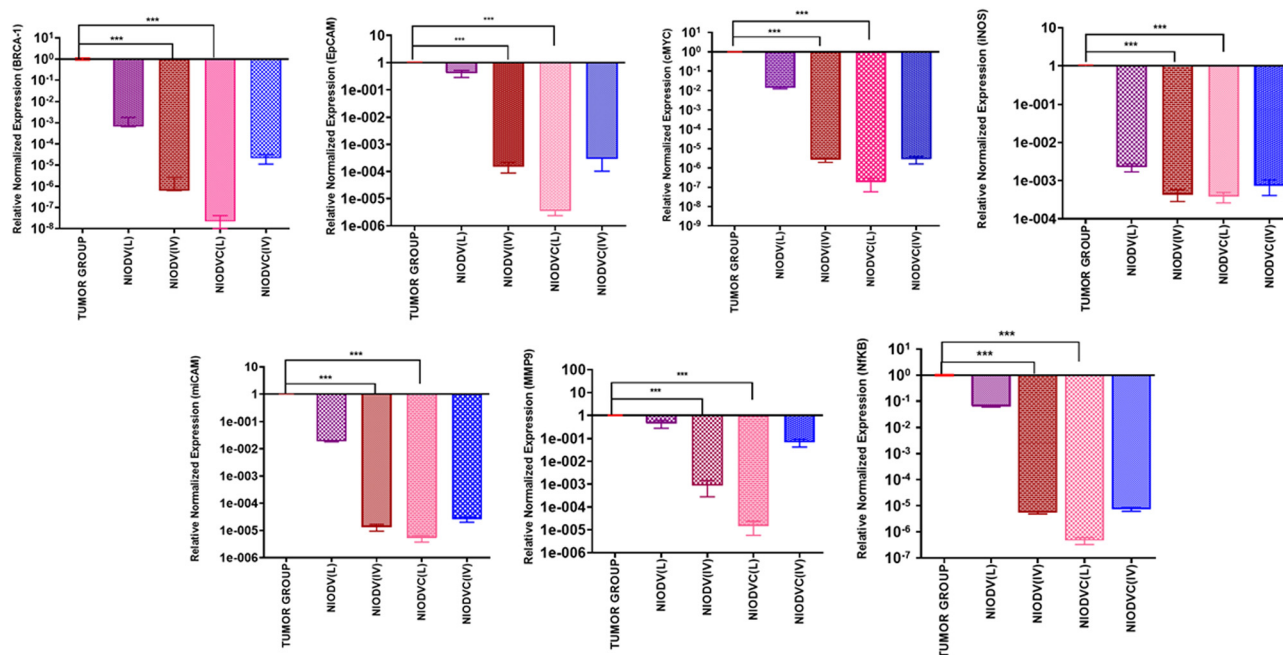 Relative Normalized Expression (BRCA-1)
***
***
10^0
10^-1
10^-2
10^-3
10^-4
10^-5
10^-6
10^-7
10^-8
TUMOR GROUP
NIODV(L)
NIODV(IV)
NIODVC(L)
NIODVC(IV)
Relative Normalized Expression (EpCAM)
***
***
10
1
1e-001
1e-002
1e-003
1e-004
1e-005
1e-006
TUMOR GROUP
NIODV(L)
NIODV(IV)
NIODVC(L)
NIODVC(IV)
Relative Normalized Expression (cMYC)
***
***
10^0
10^-1
10^-2
10^-3
10^-4
10^-5
10^-6
10^-7
10^-8
10^-9
TUMOR GROUP
NIODV(L)
NIODV(IV)
NIODVC(L)
NIODVC(IV)
Relative Normalized Expression (iNOS)
***
***
10
1
1e-001
1e-002
1e-003
1e-004
TUMOR GROUP
NIODV(L)
NIODV(IV)
NIODVC(L)
NIODVC(IV)
Relative Normalized Expression (miCAM)
***
***
10
1
1e-001
1e-002
1e-003
1e-004
1e-005
1e-006
TUMOR GROUP
NIODV(L)
NIODV(IV)
NIODVC(L)
NIODVC(IV)
Relative Normalized Expression (MMP9)
***
***
100
10
1
1e-001
1e-002
1e-003
1e-004
1e-005
1e-006
TUMOR GROUP
NIODV(L)
NIODV(IV)
NIODVC(L)
NIODVC(IV)
Relative Normalized Expression (NfKB)
***
***
10^1
10^0
10^-1
10^-2
10^-3
10^-4
10^-5
10^-6
10^-7
TUMOR GROUP
NIODV(L)
NIODV(IV)
NIODVC(L)
NIODVC(IV)